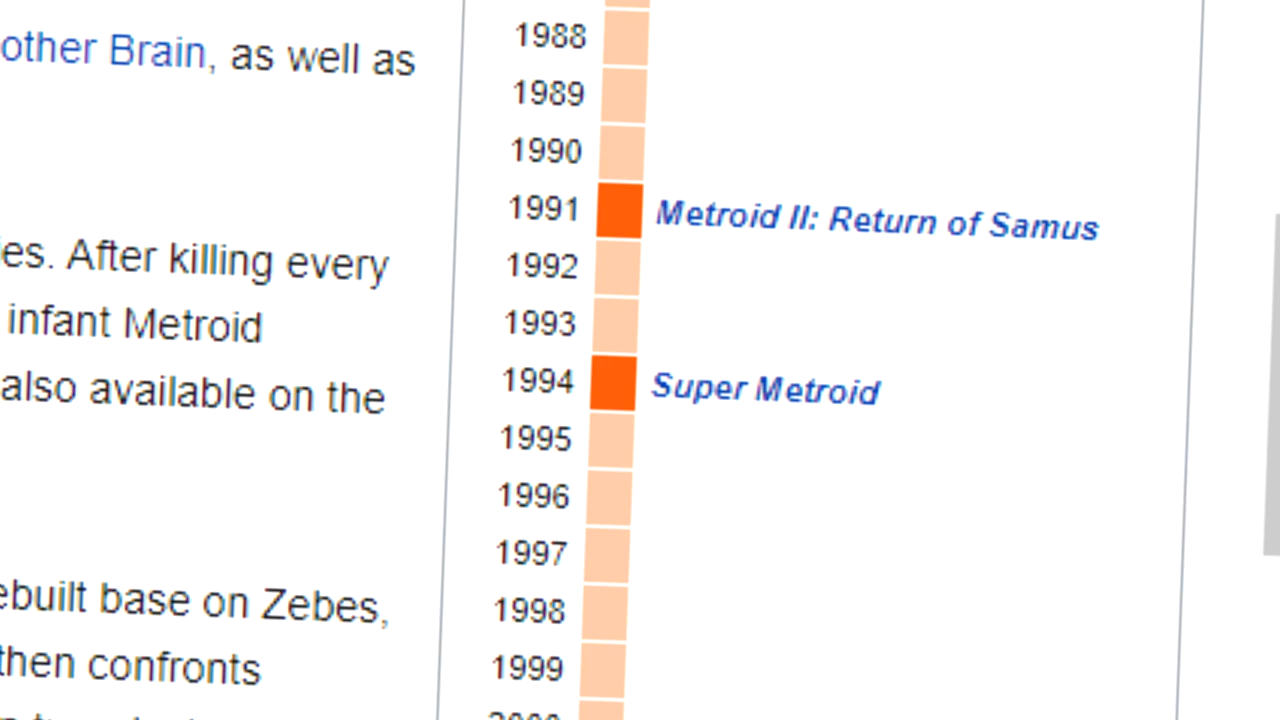 other Brain, as well as
es. After killing every
infant Metroid
also available on the
ebuilt base on Zebes,
then confronts
1988
1989
1990
1991 Metroid II: Return of Samus
1992
1993
1994 Super Metroid
1995
1996
1997
1998
1999